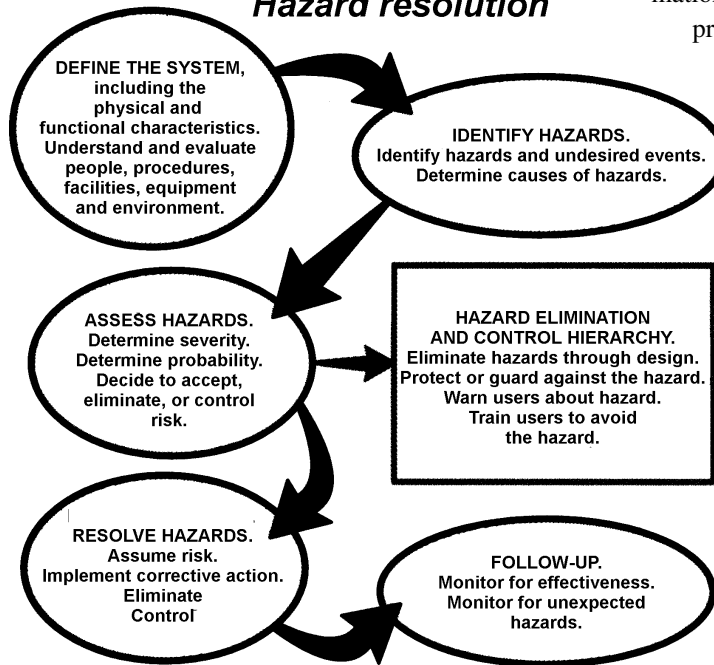 Hazard resolution
pr
DEFINE THE SYSTEM,
including the
physical and
functional characteristics.
Understand and evaluate
people, procedures,
facilities, equipment
and environment.
IDENTIFY HAZARDS.
Identify hazards and undesired events.
Determine causes of hazards.
ASSESS HAZARDS.
Determine severity.
Determine probability.
Decide to accept,
eliminate, or control
risk.
HAZARD ELIMINATION
AND CONTROL HIERARCHY.
Eliminate hazards through design.
Protect or guard against the hazard.
Warn users about hazard.
Train users to avoid
the hazard.
RESOLVE HAZARDS.
Assume risk.
Implement corrective action.
Eliminate
Control
FOLLOW-UP.
Monitor for effectiveness.
Monitor for unexpected
hazards.